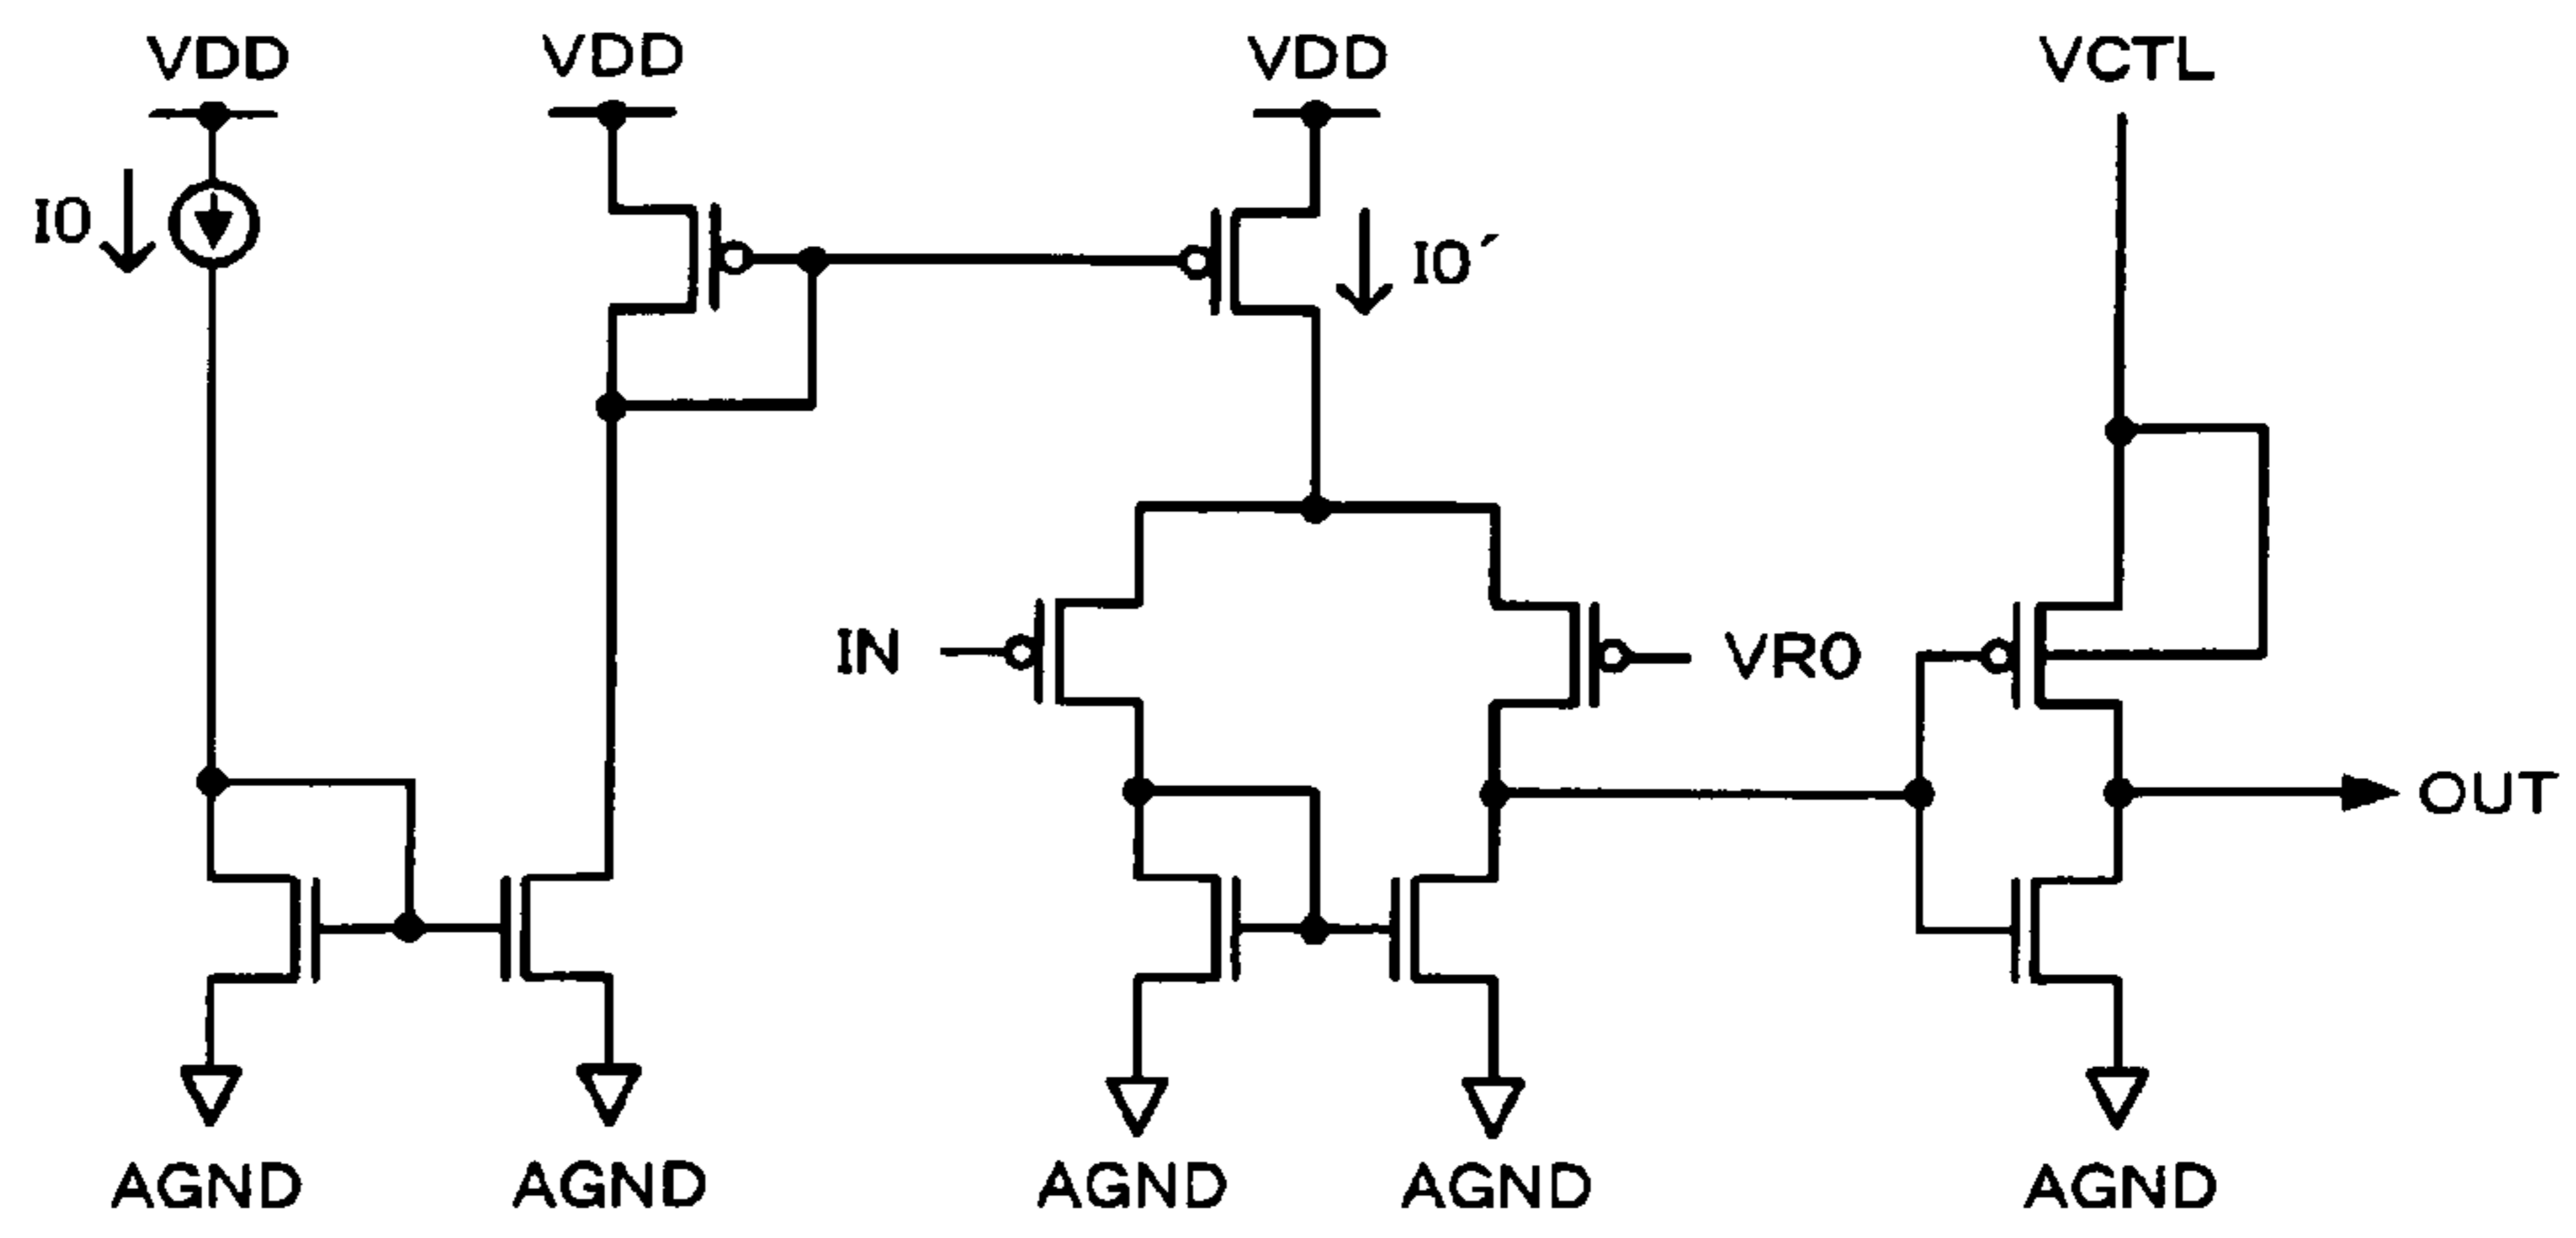 VDD VDD VDD VCTL
I0 I0´
IN VR0
OUT
AGND AGND AGND AGND AGND